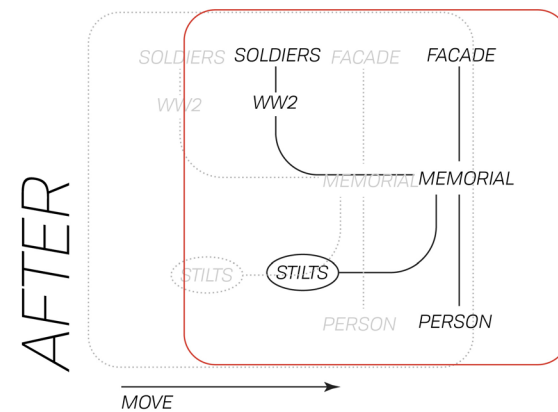 SOLDIERS SOLDIERS FACADE FACADE
WW2 WW2
MEMORIAL MEMORIAL
AFTER
STILTS STILTS
PERSON PERSON
MOVE